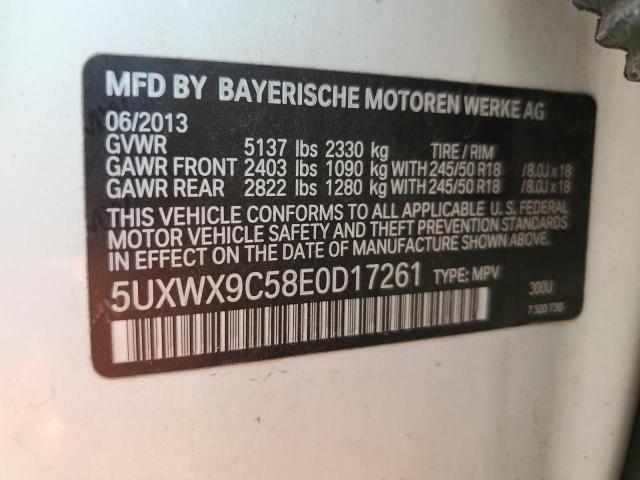 MFD BY BAYERISCHE MOTOREN WERKE AG
06/2013
GVWR 5137 lbs 2330 kg TIRE / RIM
GAWR FRONT 2403 lbs 1090 kg WITH 245/50 R18 /8.0J x 18
GAWR REAR 2822 lbs 1280 kg WITH 245/50 R18 /8.0J x 18
THIS VEHICLE CONFORMS TO ALL APPLICABLE U. S. FEDERAL
MOTOR VEHICLE SAFETY AND THEFT PREVENTION STANDARDS
IN EFFECT ON THE DATE OF MANUFACTURE SHOWN ABOVE.
5UXWX9C58E0D17261 TYPE: MPV 300U
7320730